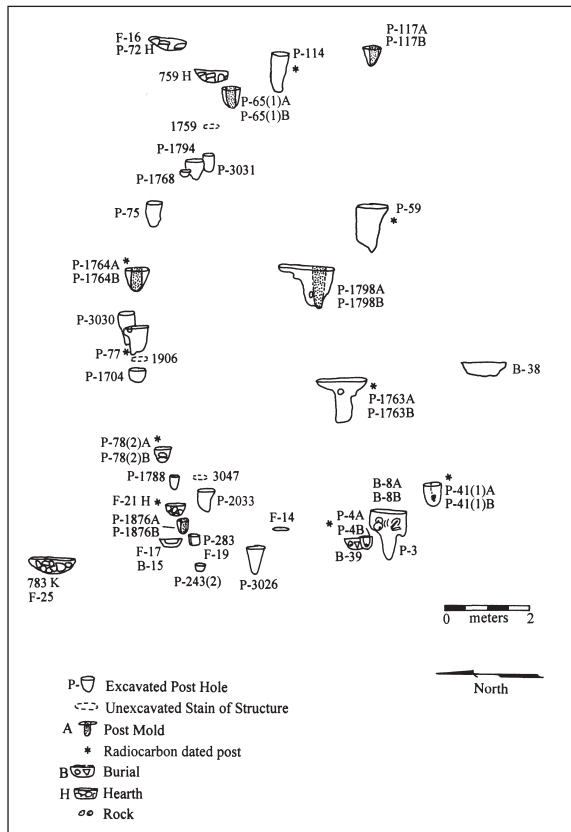 F-16
P-72 H
P-114
*
P-117A
P-117B
759 H
P-65(1)A
P-65(1)B
1759
P-1794
P-1768
P-3031
P-75
P-59
*
P-1764A *
P-1764B
P-1798A
P-1798B
P-3030
P-77 *
1906
P-1704
B-38
*
P-1763A
P-1763B
P-78(2)A *
P-78(2)B
P-1788
3047
F-21 H *
P-2033
P-1876A
P-1876B
F-17
B-15
P-283
F-19
P-243(2)
F-14
P-3026
B-8A
B-8B
*
P-41(1)A
P-41(1)B
* P-4A
P-4B
B-39
P-3
783 K
F-25
0 meters 2
North
P- Excavated Post Hole
Unexcavated Stain of Structure
A Post Mold
* Radiocarbon dated post
B Burial
H Hearth
Rock